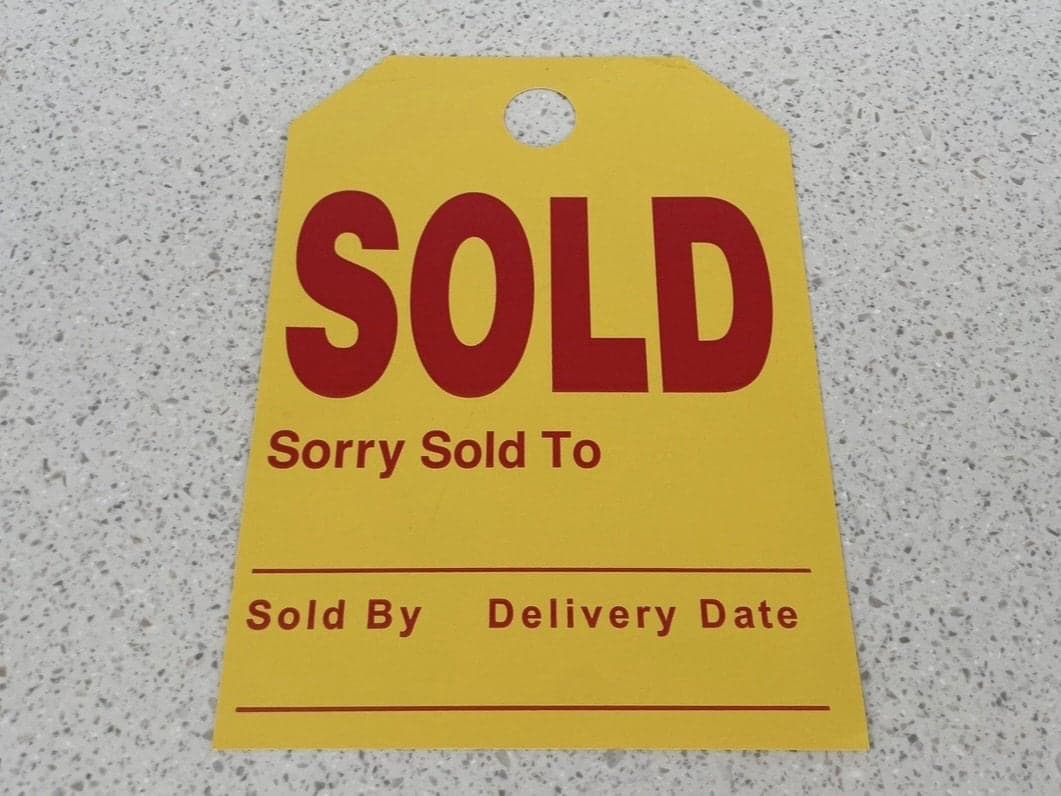 SOLD
Sorry Sold To
Sold By Delivery Date